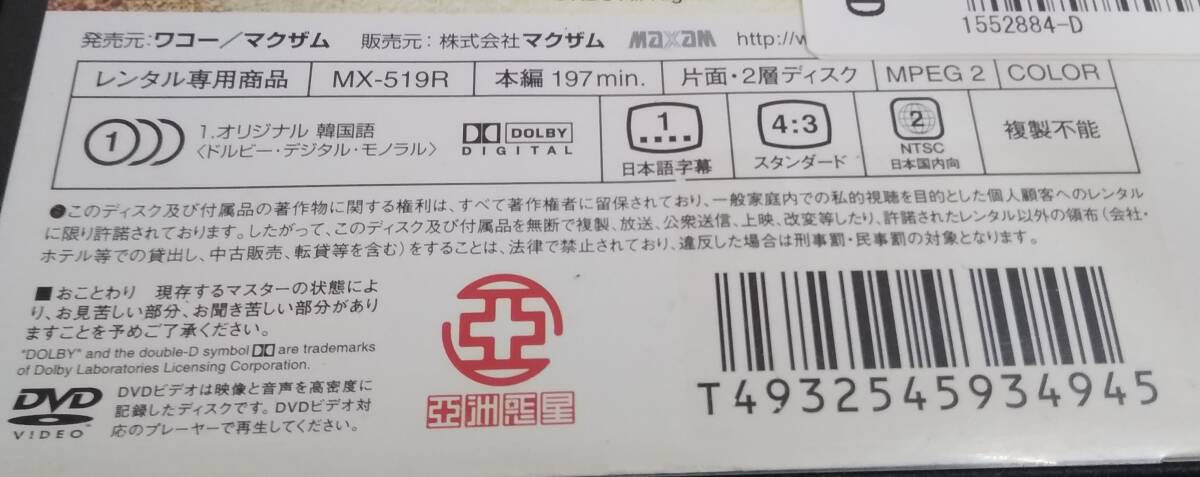 1552884-D
発売元:ワコー/マクザム 販売元:株式会社マクザム maxam http://w
レンタル専用商品 MX-519R 本編 197min. 片面・2層ディスク MPEG 2 COLOR
1 1.オリジナル 韓国語
〈ドルビー・デジタル・モノラル〉
DOLBY
DIGITAL
1
日本語字幕
4:3
スタンダード
2
NTSC
日本国内向
複製不能
●このディスク及び付属品の著作物に関する権利は、すべて著作権者に留保されており、一般家庭内での私的視聴を目的とした個人顧客へのレンタル
に限り許諾されております。したがって、このディスク及び付属品を無断で複製、放送、公衆送信、上映、改変等したり、許諾されたレンタル以外の領布(会社・
ホテル等での貸出し、中古販売、転貸等を含む)をすることは、法律で禁止されており、違反した場合は刑事罰・民事罰の対象となります。
■おことわり 現存するマスターの状態によ
り、お見苦しい部分、お聞き苦しい部分があり
ますことを予めご了承ください。
"DOLBY" and the double-D symbol are trademarks
of Dolby Laboratories Licensing Corporation.
DVD
VIDEO
DVDビデオは映像と音声を高密度に
記録したディスクです。DVDビデオ対
応のプレーヤーで再生してください。
亞
亞洲惑星
T4932545934945